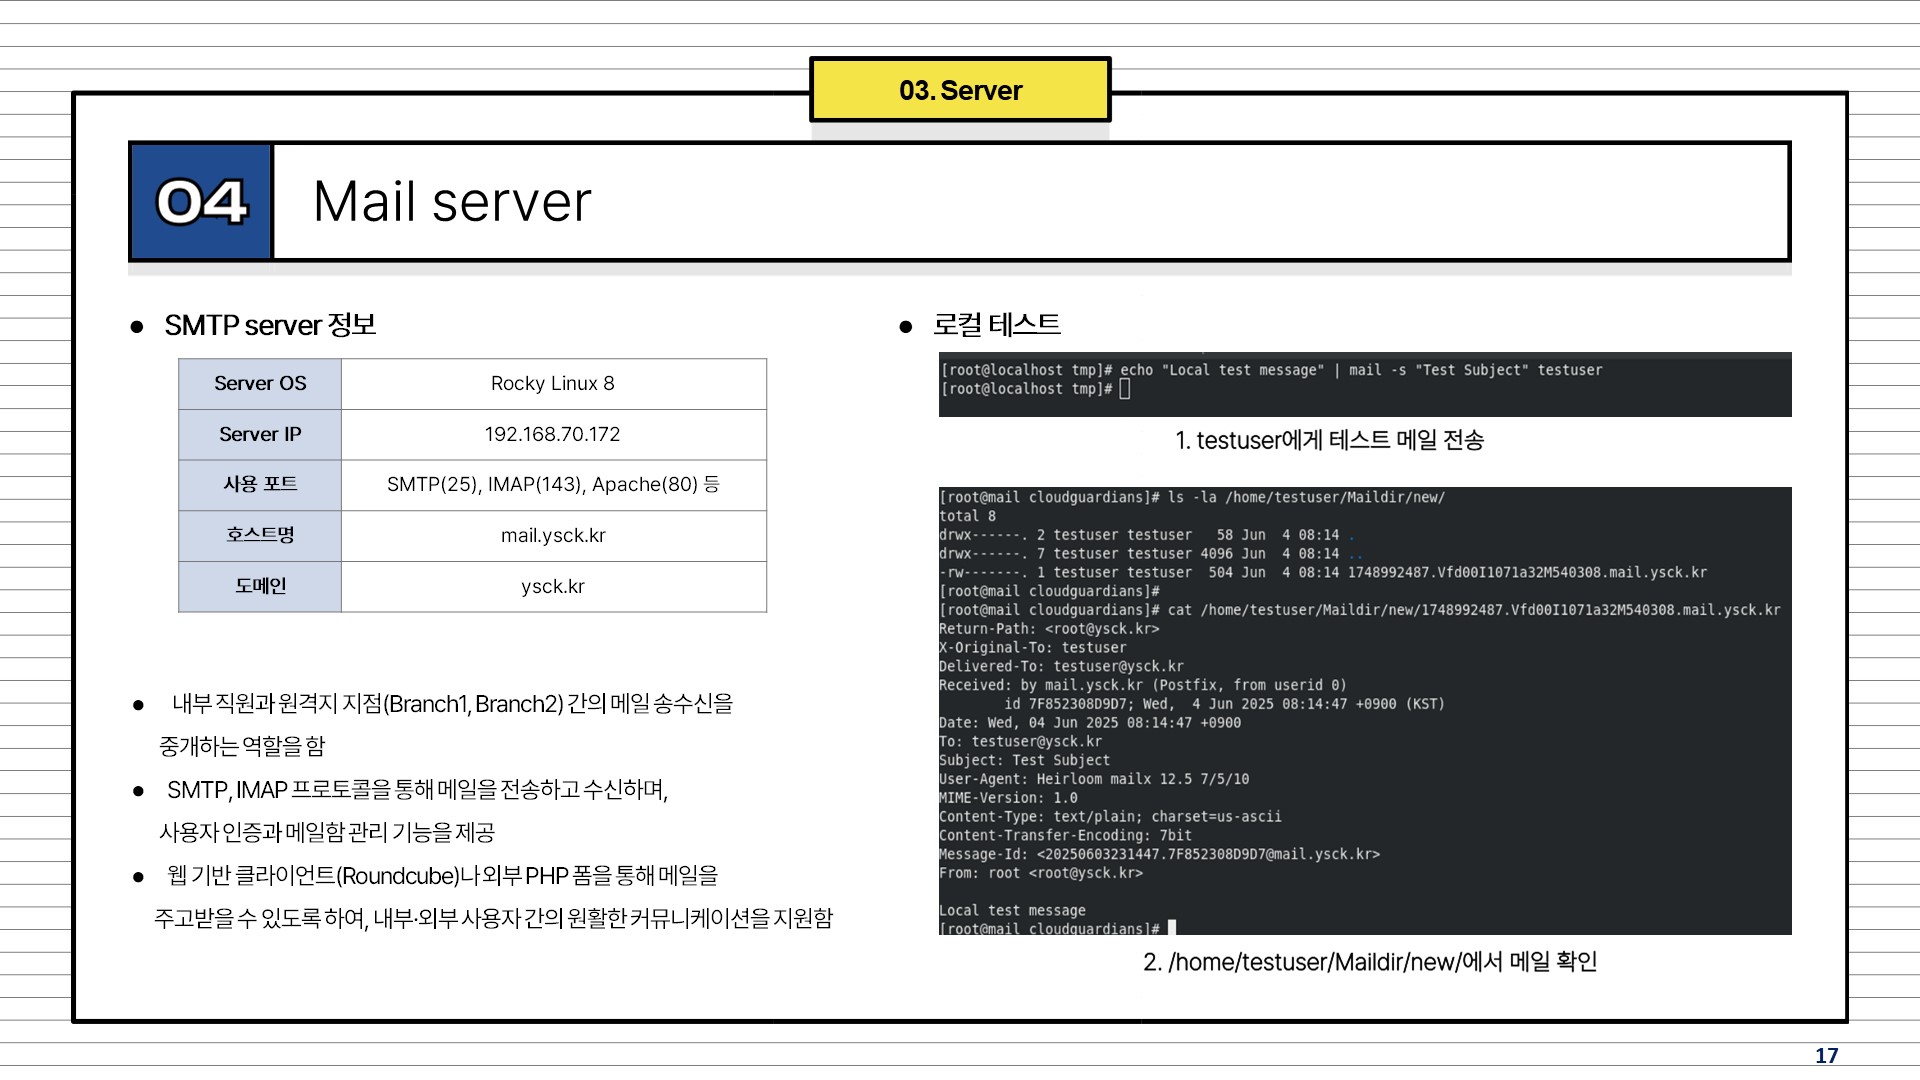 03. Server
04
Mail server
● SMTP server 정보
Server OS Rocky Linux 8
Server IP 192.168.70.172
사용 포트 SMTP(25), IMAP(143), Apache(80) 등
호스트명 mail.ysck.kr
도메인 ysck.kr
● 내부 직원과 원격지 지점(Branch1, Branch2) 간의 메일 송수신을
중개하는 역할을 함
● SMTP, IMAP 프로토콜을 통해 메일을 전송하고 수신하며,
사용자 인증과 메일함 관리 기능을 제공
● 웹 기반 클라이언트(Roundcube)나 외부 PHP 폼을 통해 메일을
주고받을 수 있도록 하여, 내부·외부 사용자 간의 원활한 커뮤니케이션을 지원함
● 로컬 테스트
[root@localhost tmp]# echo "Local test message" | mail -s "Test Subject" testuser
[root@localhost tmp]#
1. testuser에게 테스트 메일 전송
[root@mail cloudguardians]# ls -la /home/testuser/Maildir/new/
total 8
drwx------. 2 testuser testuser   58 Jun  4 08:14 .
drwx------. 7 testuser testuser 4096 Jun  4 08:14 ..
-rw-------. 1 testuser testuser  504 Jun  4 08:14 1748992487.Vfd00I1071a32M540308.mail.ysck.kr
[root@mail cloudguardians]#
[root@mail cloudguardians]# cat /home/testuser/Maildir/new/1748992487.Vfd00I1071a32M540308.mail.ysck.kr
Return-Path: <root@ysck.kr>
X-Original-To: testuser
Delivered-To: testuser@ysck.kr
Received: by mail.ysck.kr (Postfix, from userid 0)
id 7F852308D9D7; Wed,  4 Jun 2025 08:14:47 +0900 (KST)
Date: Wed, 04 Jun 2025 08:14:47 +0900
To: testuser@ysck.kr
Subject: Test Subject
User-Agent: Heirloom mailx 12.5 7/5/10
MIME-Version: 1.0
Content-Type: text/plain; charset=us-ascii
Content-Transfer-Encoding: 7bit
Message-Id: <20250603231447.7F852308D9D7@mail.ysck.kr>
From: root <root@ysck.kr>
Local test message
[root@mail cloudguardians]#
2. /home/testuser/Maildir/new/에서 메일 확인
17